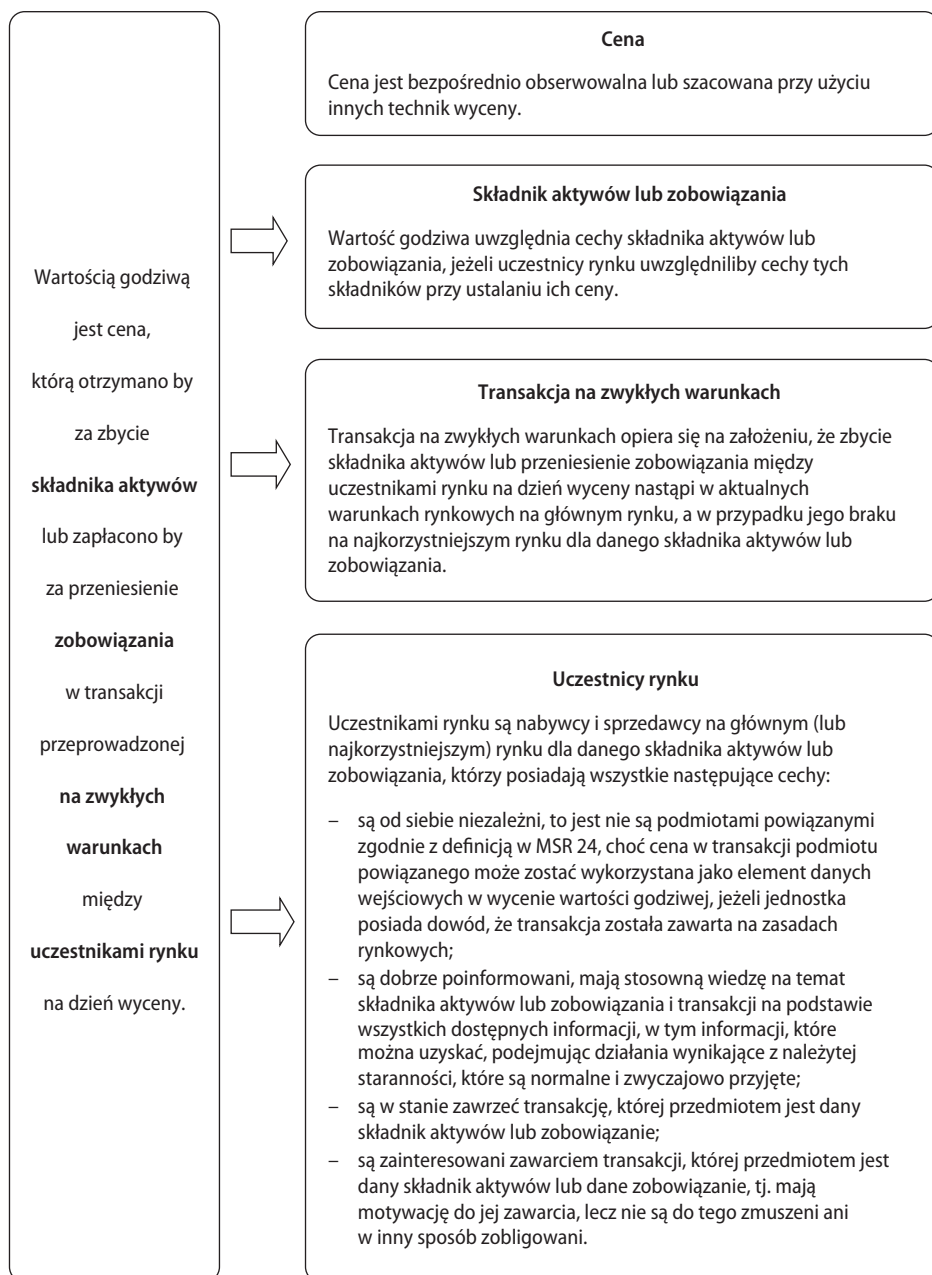 Wartością godziwą
jest cena,
którą otrzymano by
za zbycie
składnika aktywów
lub zapłacono by
za przeniesienie
zobowiązania
w transakcji
przeprowadzonej
na zwykłych
warunkach
między
uczestnikami rynku
na dzień wyceny.
Cena
Cena jest bezpośrednio obserwowalna lub szacowana przy użyciu
innych technik wyceny.
Składnik aktywów lub zobowiązania
Wartość godziwa uwzględnia cechy składnika aktywów lub
zobowiązania, jeżeli uczestnicy rynku uwzględniliby cechy tych
składników przy ustalaniu ich ceny.
Transakcja na zwykłych warunkach
Transakcja na zwykłych warunkach opiera się na założeniu, że zbycie
składnika aktywów lub przeniesienie zobowiązania między
uczestnikami rynku na dzień wyceny nastąpi w aktualnych
warunkach rynkowych na głównym rynku, a w przypadku jego braku
na najkorzystniejszym rynku dla danego składnika aktywów lub
zobowiązania.
Uczestnicy rynku
Uczestnikami rynku są nabywcy i sprzedawcy na głównym (lub
najkorzystniejszym) rynku dla danego składnika aktywów lub
zobowiązania, którzy posiadają wszystkie następujące cechy:
– są od siebie niezależni, to jest nie są podmiotami powiązanymi
zgodnie z definicją w MSR 24, choć cena w transakcji podmiotu
powiązanego może zostać wykorzystana jako element danych
wejściowych w wycenie wartości godziwej, jeżeli jednostka
posiada dowód, że transakcja została zawarta na zasadach
rynkowych;
– są dobrze poinformowani, mają stosowną wiedzę na temat
składnika aktywów lub zobowiązania i transakcji na podstawie
wszystkich dostępnych informacji, w tym informacji, które
można uzyskać, podejmując działania wynikające z należytej
staranności, które są normalne i zwyczajowo przyjęte;
– są w stanie zawrzeć transakcję, której przedmiotem jest dany
składnik aktywów lub zobowiązanie;
– są zainteresowani zawarciem transakcji, której przedmiotem jest
dany składnik aktywów lub dane zobowiązanie, tj. mają
motywację do jej zawarcia, lecz nie są do tego zmuszeni ani
w inny sposób zobligowani.